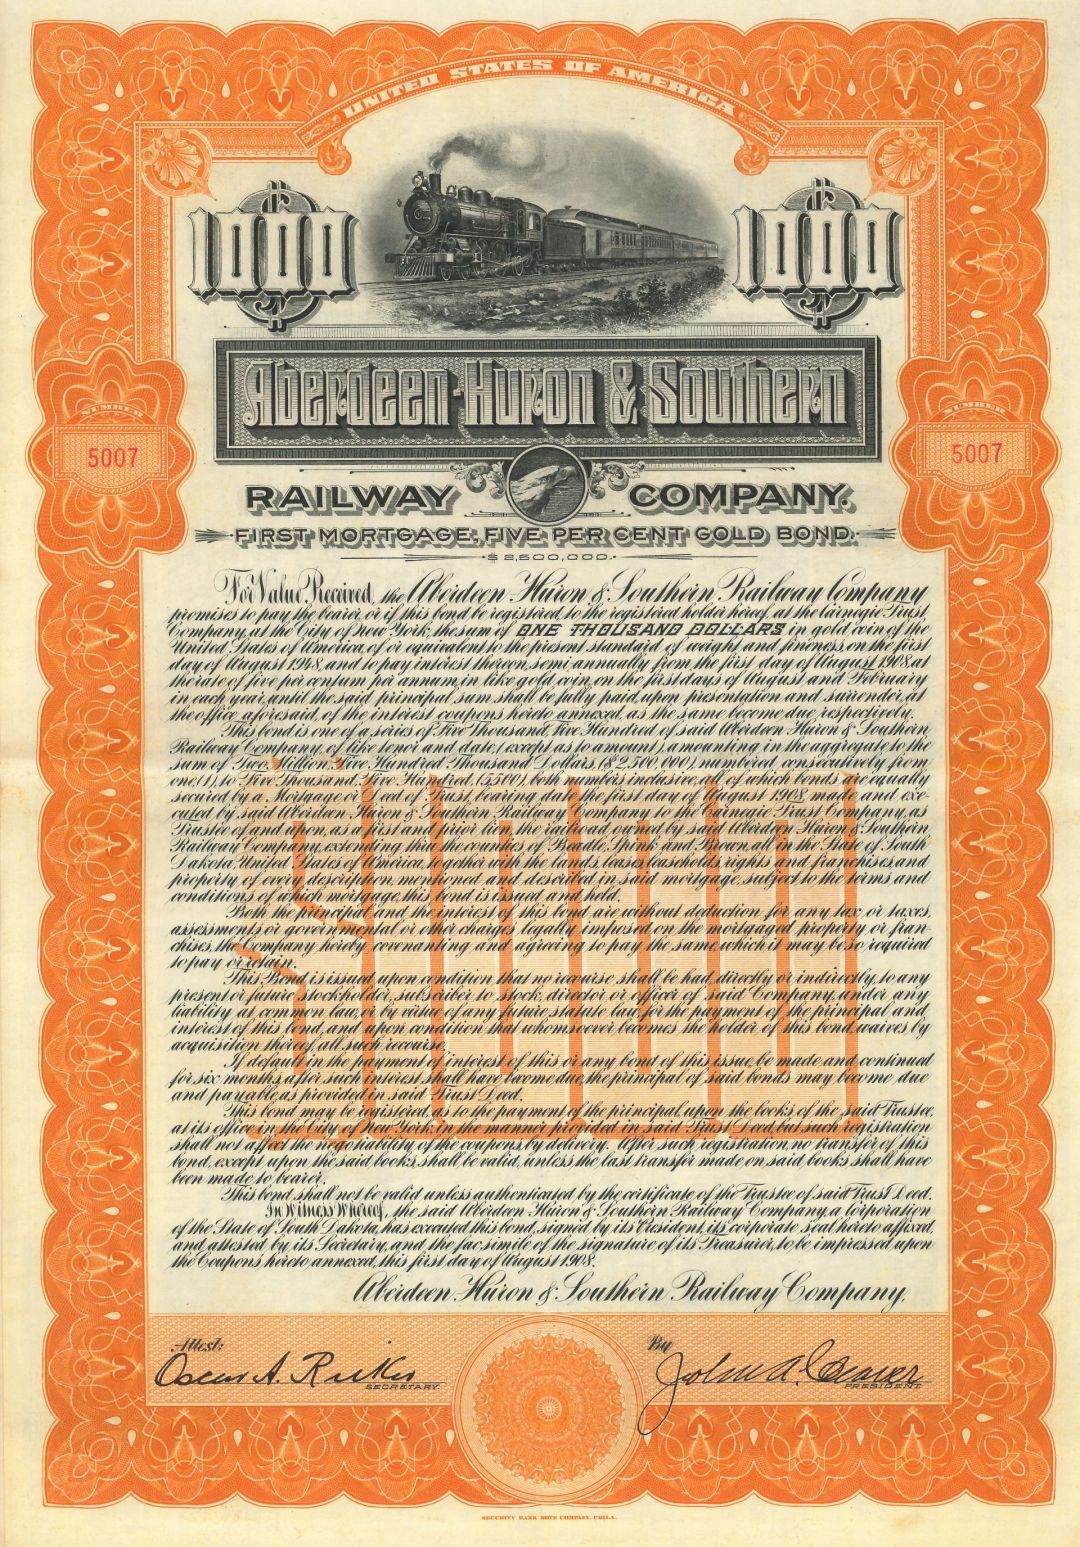 UNITED STATES OF AMERICA
1000
1000
Aberdeen-Huron & Southern
NUMBER
5007
NUMBER
5007
RAILWAY COMPANY.
FIRST MORTGAGE, FIVE PER CENT GOLD BOND.
$2,500,000.
For Value Received, the Aberdeen Huron & Southern Railway Company
promises to pay the bearer, or if this bond be registered, to the registered holder hereof, at the Carnegie Trust
Company, at the City of New York, the sum of ONE THOUSAND DOLLARS in gold coin of the
United States of America, of or equivalent to the present standard of weight and fineness, on the first
day of August 1948, and to pay interest thereon, semi-annually from the first day of August 1908, at
the rate of five per centum per annum, in like gold coin, on the first days of August and February
in each year, until the said principal sum shall be fully paid, upon presentation and surrender, at
the office aforesaid, of the interest coupons hereto annexed, as the same become due, respectively.
This bond is one of a series of Five Thousand, Five Hundred, of said Aberdeen Huron & Southern,
Railway Company, of like tenor and date, (except as to amount), amounting in the aggregate to the
sum of Two Million Five Hundred Thousand Dollars ($2,500,000), numbered consecutively from
one (1), to Five Thousand Five Hundred (5500), both numbers inclusive, all of which bonds are equally
secured by a Mortgage or Deed of Trust, bearing date the first day of August 1908 made and exe-
cuted by said Aberdeen Huron & Southern Railway Company to the Carnegie Trust Company, as
Trustee of and upon, as a first and prior lien, the railroad owned by said Aberdeen Huron & Southern,
Railway Company, extending thru the counties of Beadle, Spink and Brown, all in the State of South
Dakota, United States of America, together with the lands, leases, leaseholds, rights and franchises, and
property of every description, mentioned and described in said mortgage, subject to the terms and
conditions of which mortgage, this bond is issued and held.
Both the principal and the interest of this bond are without deduction for any tax or taxes,
assessments or governmental or other charges legally imposed on the mortgaged property or fran-
chises, the Company hereby covenanting and agreeing to pay the same, which it may be so required
to pay or retain.
This Bond is issued upon condition that no recourse shall be had, directly or indirectly, to any
present or future stockholder, subscriber to stock, director or officer of said Company, under any
liability at common law, or by virtue of any future statute law, for the payment of the principal and
interest of this bond, and upon condition that whomsoever becomes the holder of this bond, waives by
acquisition thereof, all such recourse.
If default in the payment of interest of this or any bond of this issue, be made and continued
for six months, after such interest shall have become due, the principal of said bonds may become due
and payable, as provided in said Trust Deed.
This bond may be registered, as to the payment of the principal, upon the books of the said Trustee,
at its office in the City of New York, in the manner provided in said Trust Deed, but such registration
shall not affect the negotiability of the coupons, by delivery. After such registration, no transfer of this
bond, except upon the said books, shall be valid, unless the last transfer made on said books shall have
been made to bearer.
This bond shall not be valid unless authenticated by the certificate of the Trustee of said Trust Deed.
In Witness Whereof, the said Aberdeen Huron & Southern Railway Company, a Corporation
of the State of South Dakota, has executed this bond, signed by its President, its corporate seal hereto affixed,
and attested by its Secretary, and the fac-simile of the signature of its Treasurer, to be impressed upon
the Coupons hereto annexed, this first day of August 1908.
Aberdeen Huron & Southern Railway Company,
Attest: By
SECRETARY. PRESIDENT.
SECURITY BANK NOTE COMPANY, PHILA.